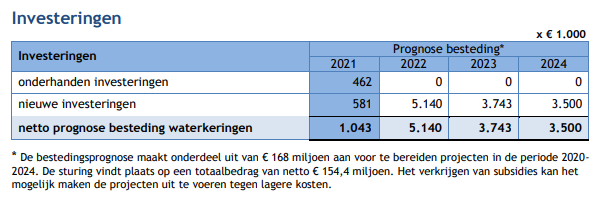 Investeringen
x € 1.000
Investeringen Prognose besteding*
2021 2022 2023 2024
onderhanden investeringen 462 0 0 0
nieuwe investeringen 581 5.140 3.743 3.500
netto prognose besteding waterkeringen 1.043 5.140 3.743 3.500
* De bestedingsprognose maakt onderdeel uit van € 168 miljoen aan voor te bereiden projecten in de periode 2020-
2024. De sturing vindt plaats op een totaalbedrag van netto € 154,4 miljoen. Het verkrijgen van subsidies kan het
mogelijk maken de projecten uit te voeren tegen lagere kosten.